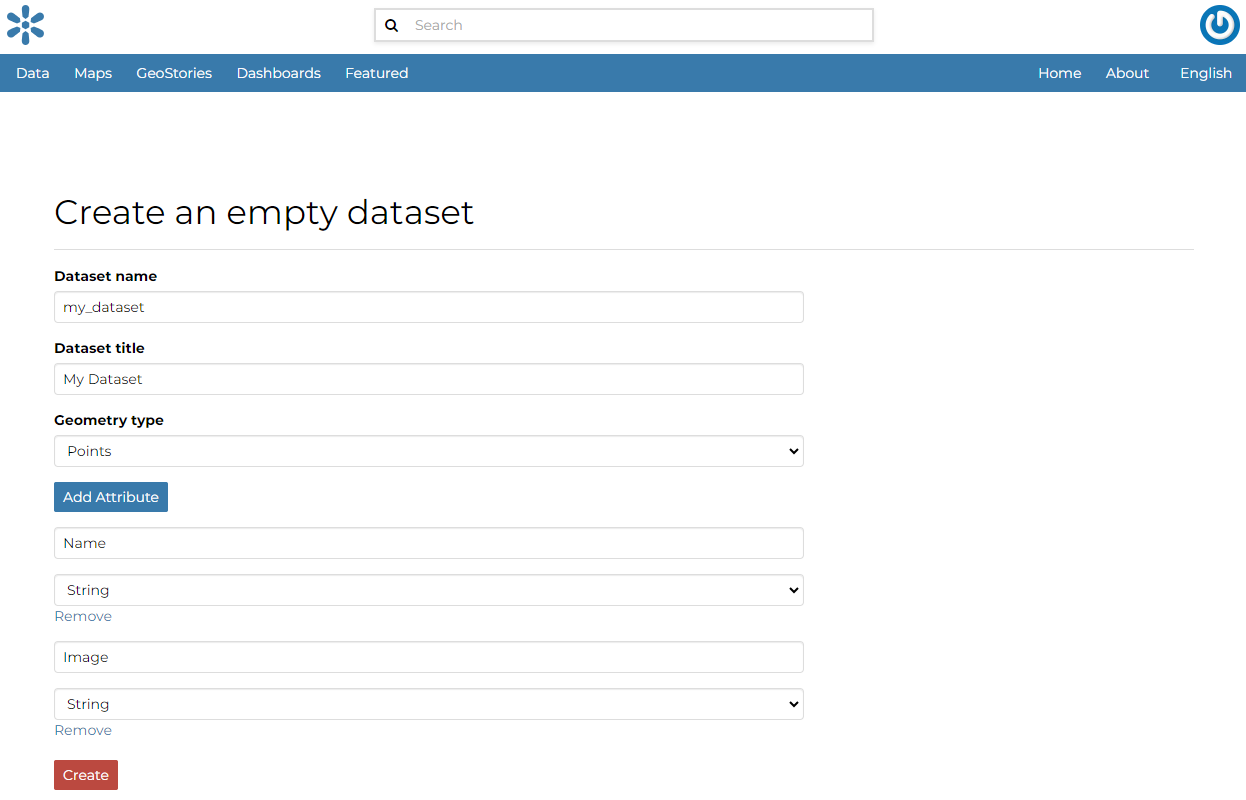 Search
Data Maps GeoStories Dashboards Featured Home About English
Create an empty dataset
Dataset name
my_dataset
Dataset title
My Dataset
Geometry type
Points
Add Attribute
Name
String
Remove
Image
String
Remove
Create